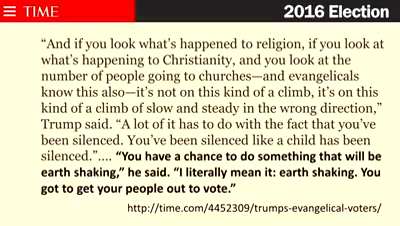 TIME
2016 Election
“And if you look what’s happened to religion, if you look at
what’s happening to Christianity, and you look at the
number of people going to churches—and evangelicals
know this also—it’s not on this kind of a climb, it’s on this
kind of a climb of slow and steady in the wrong direction,”
Trump said. “A lot of it has to do with the fact that you’ve
been silenced. You’ve been silenced like a child has been
silenced.”.... “You have a chance to do something that will be
earth shaking,” he said. “I literally mean it: earth shaking. You
got to get your people out to vote.”
http://time.com/4452309/trumps-evangelical-voters/